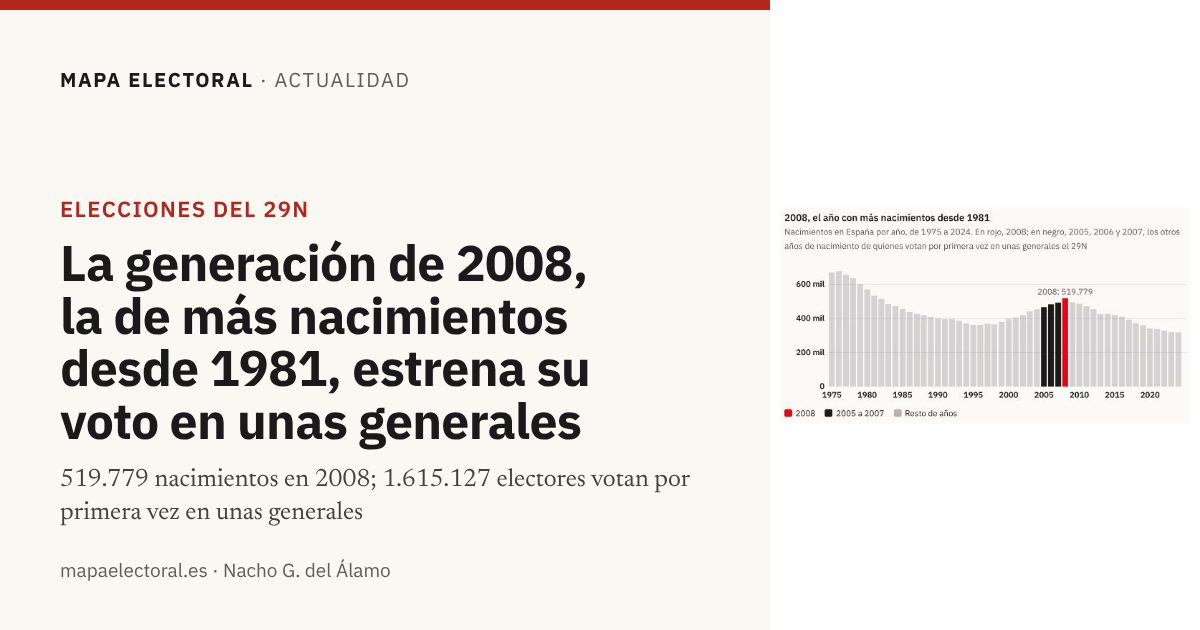 MAPA ELECTORAL · ACTUALIDAD
ELECCIONES DEL 29N
La generación de 2008,
la de más nacimientos
desde 1981, estrena su
voto en unas generales
519.779 nacimientos en 2008; 1.615.127 electores votan por
primera vez en unas generales
mapaelectoral.es · Nacho G. del Álamo
2008, el año con más nacimientos desde 1981
Nacimientos en España por año, de 1975 a 2024. En rojo, 2008; en negro, 2005, 2006 y 2007, los otros
años de nacimiento de quienes votan por primera vez en unas generales el 29N
2008: 519.779
600 mil
400 mil
200 mil
0
1975 1980 1985 1990 1995 2000 2005 2010 2015 2020
2008 2005 a 2007 Resto de años